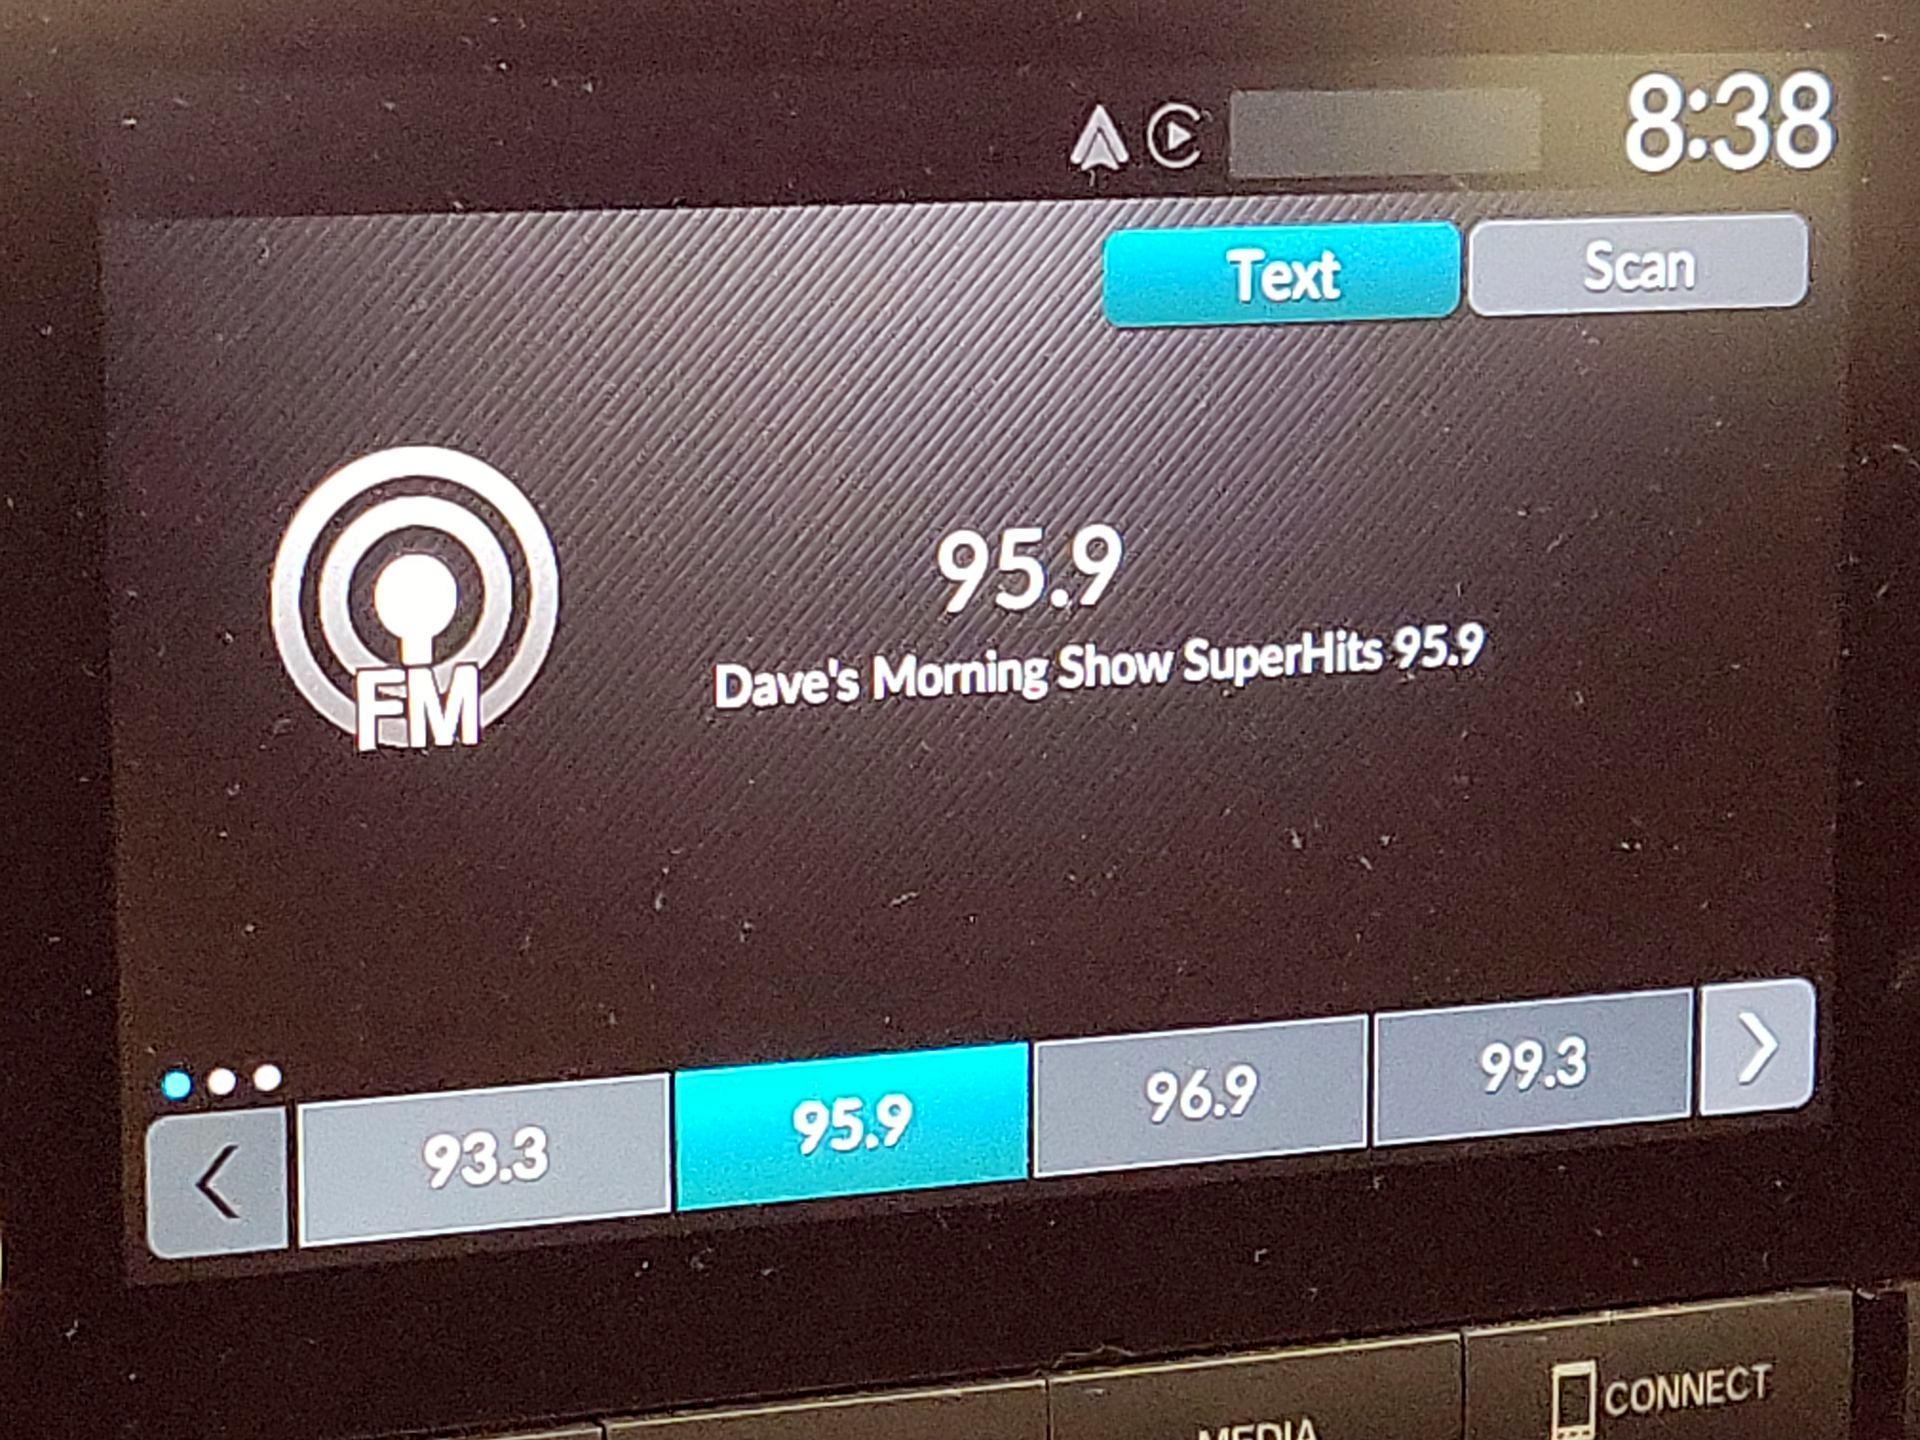 8:38
Text
Scan
FM
95.9
Dave's Morning Show SuperHits 95.9
93.3
95.9
96.9
99.3
MEDIA
CONNECT